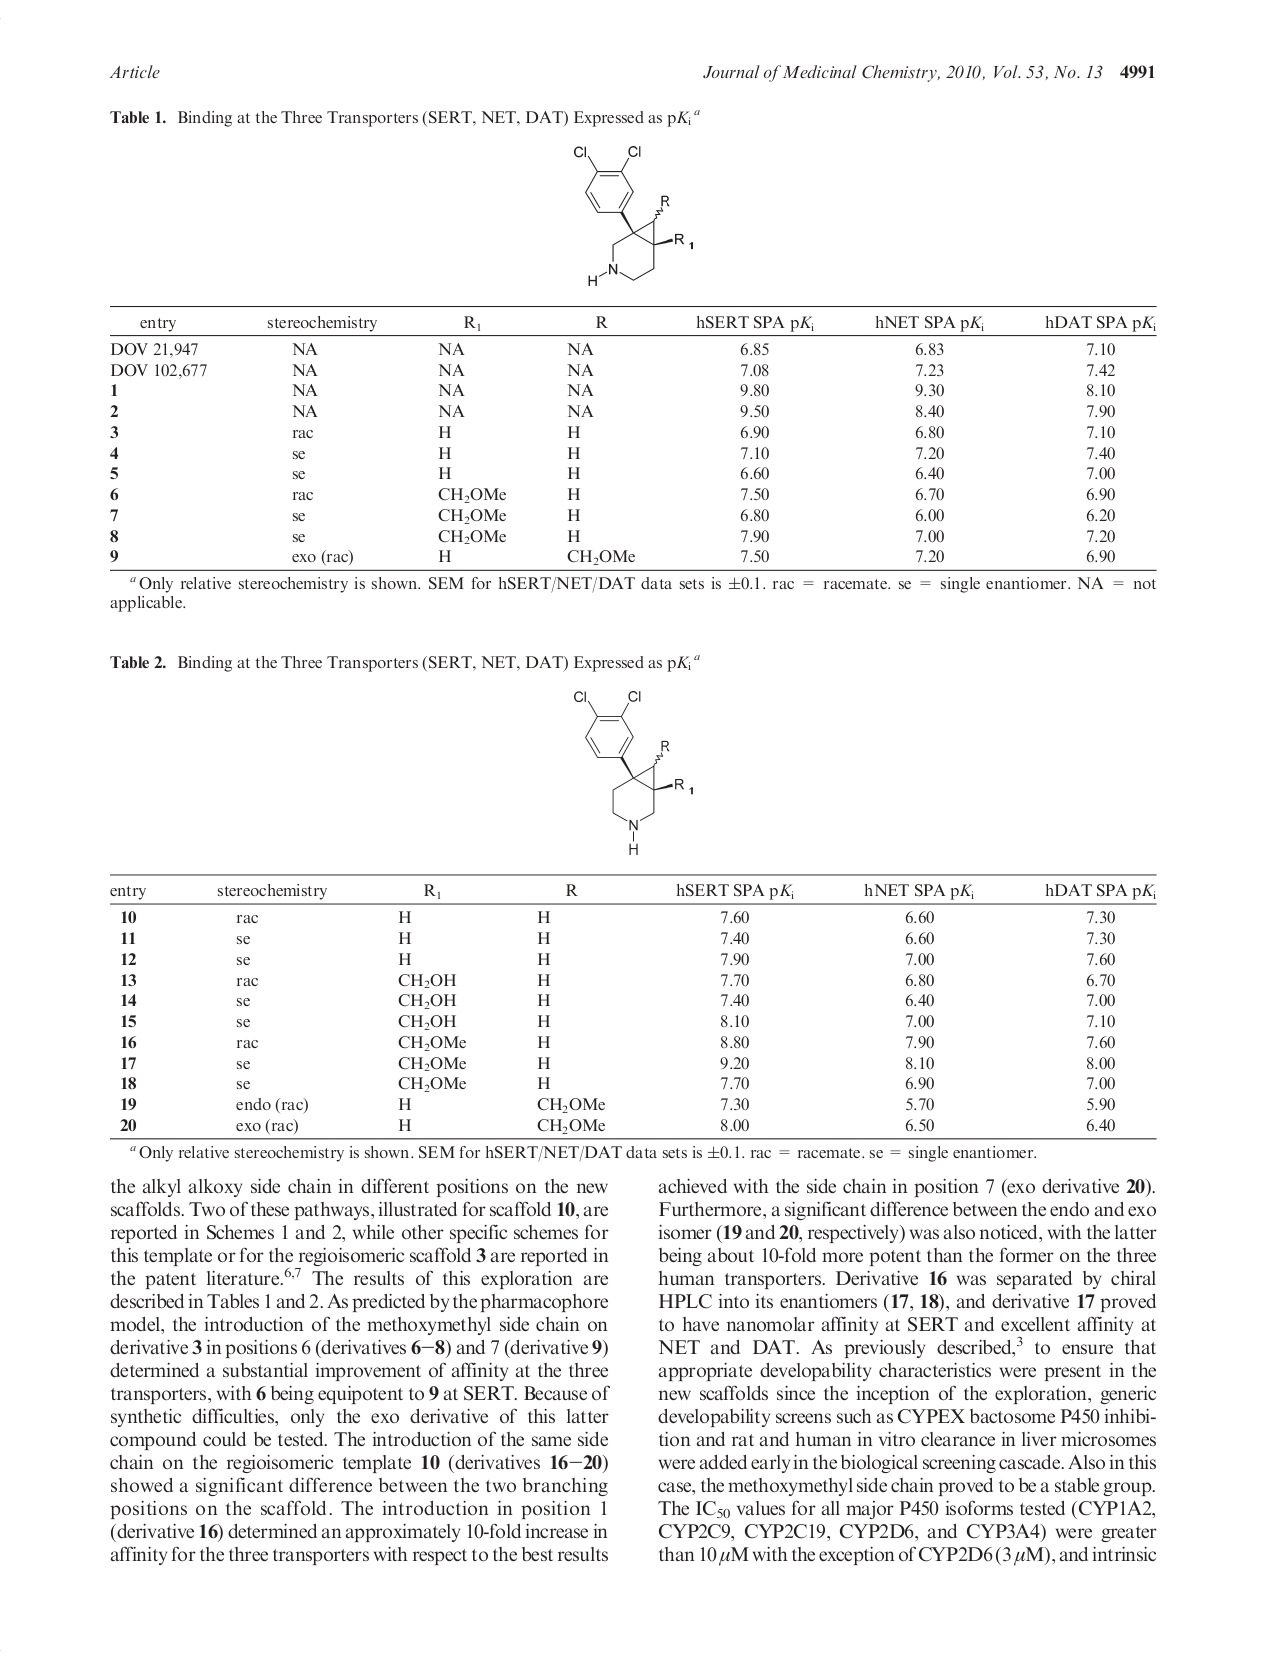 Article
Journal of Medicinal Chemistry, 2010, Vol. 53, No. 13 4991
Table 1. Binding at the Three Transporters (SERT, NET, DAT) Expressed as pKi a
Cl Cl
R
R 1
N
H
entry stereochemistry R1 R hSERT SPA pKi hNET SPA pKi hDAT SPA pKi
DOV 21,947 NA NA NA 6.85 6.83 7.10
DOV 102,677 NA NA NA 7.08 7.23 7.42
1 NA NA NA 9.80 9.30 8.10
2 NA NA NA 9.50 8.40 7.90
3 rac H H 6.90 6.80 7.10
4 se H H 7.10 7.20 7.40
5 se H H 6.60 6.40 7.00
6 rac CH2OMe H 7.50 6.70 6.90
7 se CH2OMe H 6.80 6.00 6.20
8 se CH2OMe H 7.90 7.00 7.20
9 exo (rac) H CH2OMe 7.50 7.20 6.90
a Only relative stereochemistry is shown. SEM for hSERT/NET/DAT data sets is ±0.1. rac = racemate. se = single enantiomer. NA = not
applicable.
Table 2. Binding at the Three Transporters (SERT, NET, DAT) Expressed as pKi a
Cl Cl
R
R 1
N
H
entry stereochemistry R1 R hSERT SPA pKi hNET SPA pKi hDAT SPA pKi
10 rac H H 7.60 6.60 7.30
11 se H H 7.40 6.60 7.30
12 se H H 7.90 7.00 7.60
13 rac CH2OH H 7.70 6.80 6.70
14 se CH2OH H 7.40 6.40 7.00
15 se CH2OH H 8.10 7.00 7.10
16 rac CH2OMe H 8.80 7.90 7.60
17 se CH2OMe H 9.20 8.10 8.00
18 se CH2OMe H 7.70 6.90 7.00
19 endo (rac) H CH2OMe 7.30 5.70 5.90
20 exo (rac) H CH2OMe 8.00 6.50 6.40
a Only relative stereochemistry is shown. SEM for hSERT/NET/DAT data sets is ±0.1. rac = racemate. se = single enantiomer.
the alkyl alkoxy side chain in different positions on the new
scaffolds. Two of these pathways, illustrated for scaffold 10, are
reported in Schemes 1 and 2, while other specific schemes for
this template or for the regioisomeric scaffold 3 are reported in
the patent literature.6,7 The results of this exploration are
described in Tables 1 and 2. As predicted by the pharmacophore
model, the introduction of the methoxymethyl side chain on
derivative 3 in positions 6 (derivatives 6−8) and 7 (derivative 9)
determined a substantial improvement of affinity at the three
transporters, with 6 being equipotent to 9 at SERT. Because of
synthetic difficulties, only the exo derivative of this latter
compound could be tested. The introduction of the same side
chain on the regioisomeric template 10 (derivatives 16−20)
showed a significant difference between the two branching
positions on the scaffold. The introduction in position 1
(derivative 16) determined an approximately 10-fold increase in
affinity for the three transporters with respect to the best results
achieved with the side chain in position 7 (exo derivative 20).
Furthermore, a significant difference between the endo and exo
isomer (19 and 20, respectively) was also noticed, with the latter
being about 10-fold more potent than the former on the three
human transporters. Derivative 16 was separated by chiral
HPLC into its enantiomers (17, 18), and derivative 17 proved
to have nanomolar affinity at SERT and excellent affinity at
NET and DAT. As previously described,3 to ensure that
appropriate developability characteristics were present in the
new scaffolds since the inception of the exploration, generic
developability screens such as CYPEX bactosome P450 inhibi-
tion and rat and human in vitro clearance in liver microsomes
were added early in the biological screening cascade. Also in this
case, the methoxymethyl side chain proved to be a stable group.
The IC50 values for all major P450 isoforms tested (CYP1A2,
CYP2C9, CYP2C19, CYP2D6, and CYP3A4) were greater
than 10 μM with the exception of CYP2D6 (3 μM), and intrinsic